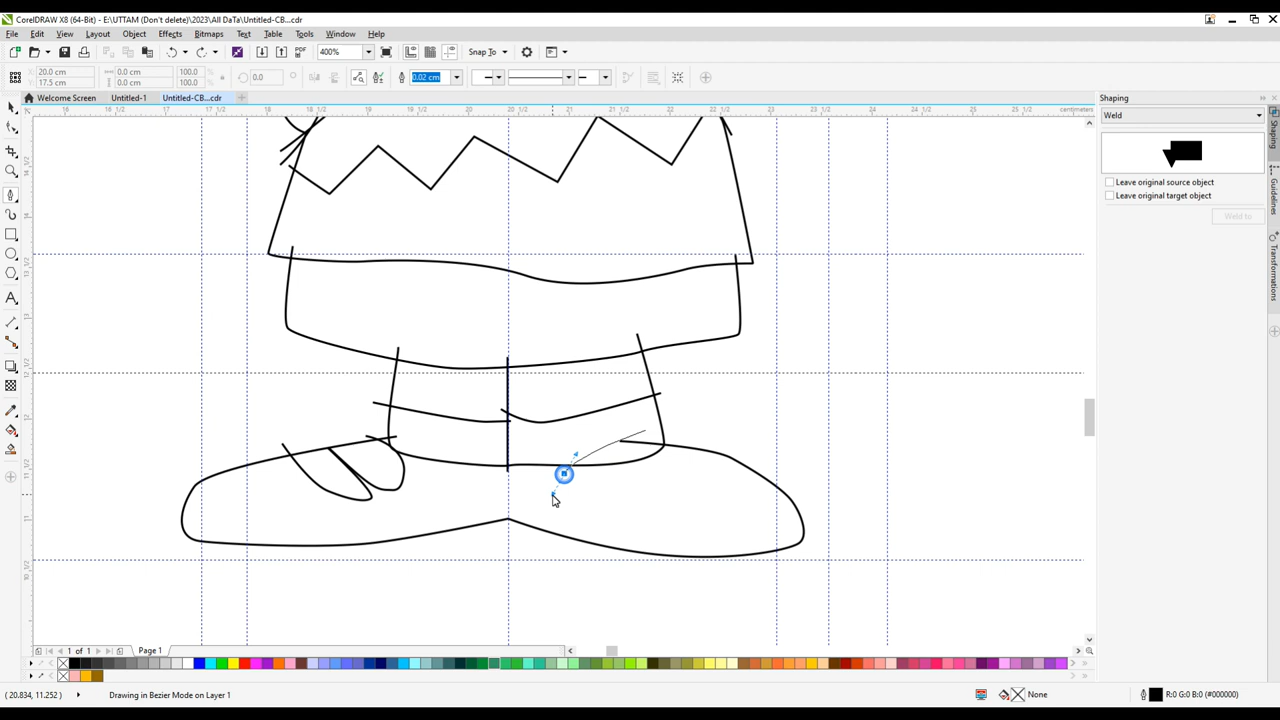 CorelDRAW X8 (64-Bit) - E:\UTTAM (Don't delete)\2023\All DaTa\Untitled-CB...cdr
File Edit View Layout Object Effects Bitmaps Text Table Tools Window Help
PDF 400% Snap To
X: 20.0 cm 0.0 cm 100.0 0.0 0.02 cm
Y: 17.5 cm 0.0 cm 100.0
Welcome Screen Untitled-1 Untitled-CB...cdr
centimeters
Shaping
Weld
Leave original source object
Leave original target object
Weld to
Shaping
Guidelines
Transformations
1 of 1 Page 1
(20.834, 11.252) Drawing in Bezier Mode on Layer 1 None R:0 G:0 B:0 (#000000)